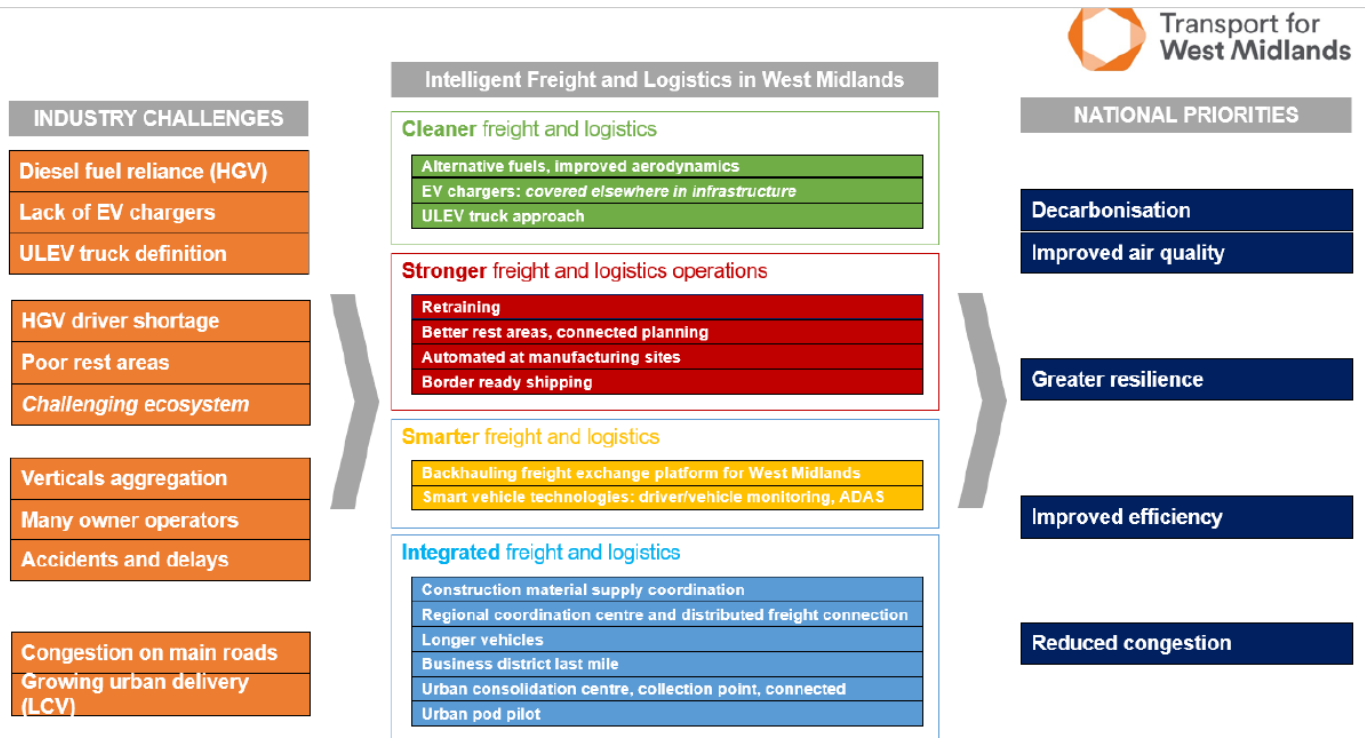 Transport for
West Midlands
Intelligent Freight and Logistics in West Midlands
INDUSTRY CHALLENGES
Diesel fuel reliance (HGV)
Lack of EV chargers
ULEV truck definition
HGV driver shortage
Poor rest areas
Challenging ecosystem
Verticals aggregation
Many owner operators
Accidents and delays
Congestion on main roads
Growing urban delivery
(LCV)
Cleaner freight and logistics
Alternative fuels, improved aerodynamics
EV chargers: covered elsewhere in infrastructure
ULEV truck approach
Stronger freight and logistics operations
Retraining
Better rest areas, connected planning
Automated at manufacturing sites
Border ready shipping
Smarter freight and logistics
Backhauling freight exchange platform for West Midlands
Smart vehicle technologies: driver/vehicle monitoring, ADAS
Integrated freight and logistics
Construction material supply coordination
Regional coordination centre and distributed freight connection
Longer vehicles
Business district last mile
Urban consolidation centre, collection point, connected
Urban pod pilot
NATIONAL PRIORITIES
Decarbonisation
Improved air quality
Greater resilience
Improved efficiency
Reduced congestion